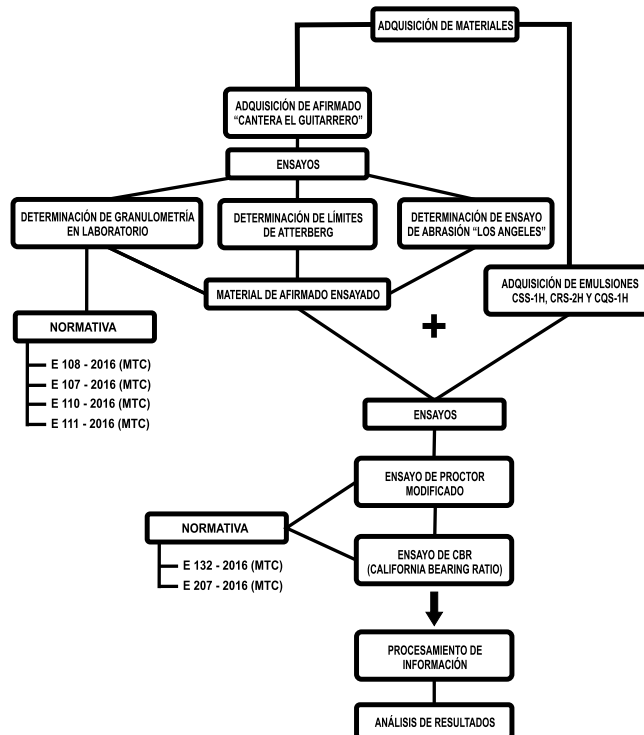 ADQUISICIÓN DE MATERIALES
ADQUISICIÓN DE AFIRMADO
“CANTERA EL GUITARRERO”
ENSAYOS
DETERMINACIÓN DE GRANULOMETRÍA
EN LABORATORIO
DETERMINACIÓN DE LÍMITES
DE ATTERBERG
DETERMINACIÓN DE ENSAYO
DE ABRASIÓN “LOS ANGELES”
MATERIAL DE AFIRMADO ENSAYADO
ADQUISICIÓN DE EMULSIONES
CSS-1H, CRS-2H Y CQS-1H
+
NORMATIVA
E 108 - 2016 (MTC)
E 107 - 2016 (MTC)
E 110 - 2016 (MTC)
E 111 - 2016 (MTC)
ENSAYOS
ENSAYO DE PROCTOR
MODIFICADO
NORMATIVA
E 132 - 2016 (MTC)
E 207 - 2016 (MTC)
ENSAYO DE CBR
(CALIFORNIA BEARING RATIO)
PROCESAMIENTO DE
INFORMACIÓN
ANÁLISIS DE RESULTADOS